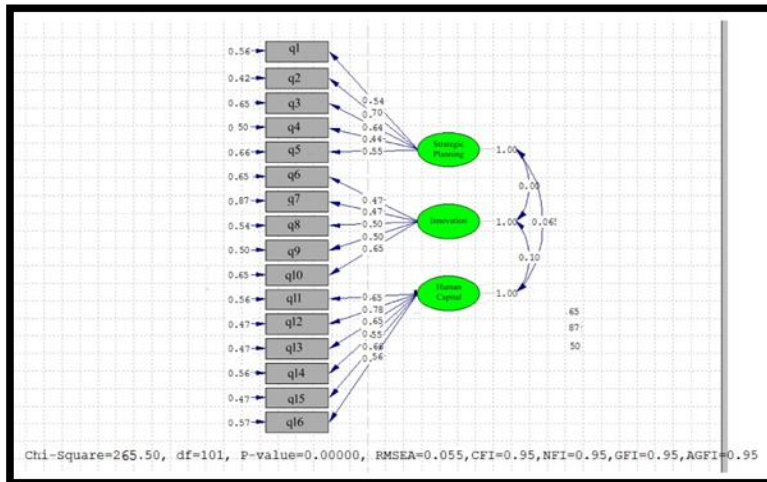 0.56 q1
0.42 q2
0.65 q3
0.50 q4
0.66 q5
0.65 q6
0.87 q7
0.54 q8
0.50 q9
0.65 q10
0.56 q11
0.47 q12
0.47 q13
0.56 q14
0.47 q15
0.57 q16
0.54
0.70
0.64
0.44
0.55
0.47
0.47
0.50
0.50
0.65
0.65
0.78
0.65
0.55
0.66
0.56
Strategic
Planning
1.00
Innovation
1.00
Human
Capital
1.00
0.00
0.065
0.10
65
87
50
Chi-Square=265.50, df=101, P-value=0.00000, RMSEA=0.055,CFI=0.95,NFI=0.95,GFI=0.95,AGFI=0.95